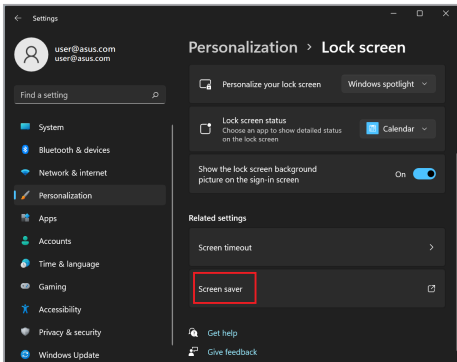 Settings
user@asus.com
user@asus.com
Find a setting
System
Bluetooth & devices
Network & internet
Personalization
Apps
Accounts
Time & language
Gaming
Accessibility
Privacy & security
Windows Update
Personalization > Lock screen
Personalize your lock screen
Windows spotlight
Lock screen status
Choose an app to show detailed status
on the lock screen
Calendar
Show the lock screen background
picture on the sign-in screen
On
Related settings
Screen timeout
Screen saver
Get help
Give feedback